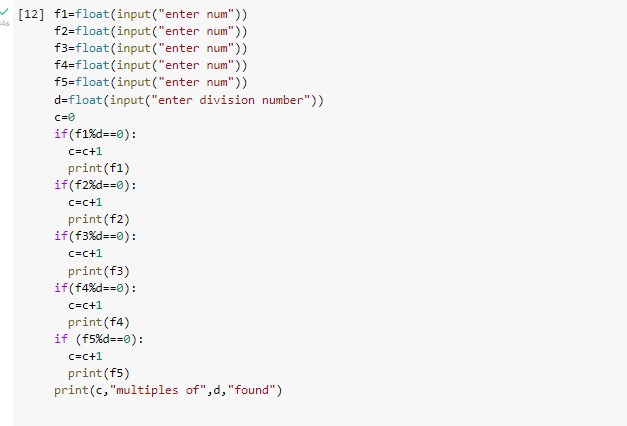 [12] f1=float(input("enter num"))
f2=float(input("enter num"))
f3=float(input("enter num"))
f4=float(input("enter num"))
f5=float(input("enter num"))
d=float(input("enter division number"))
c=0
if(f1%d==0):
  c=c+1
  print(f1)
if(f2%d==0):
  c=c+1
  print(f2)
if(f3%d==0):
  c=c+1
  print(f3)
if(f4%d==0):
  c=c+1
  print(f4)
if (f5%d==0):
  c=c+1
  print(f5)
print(c,"multiples of",d,"found")